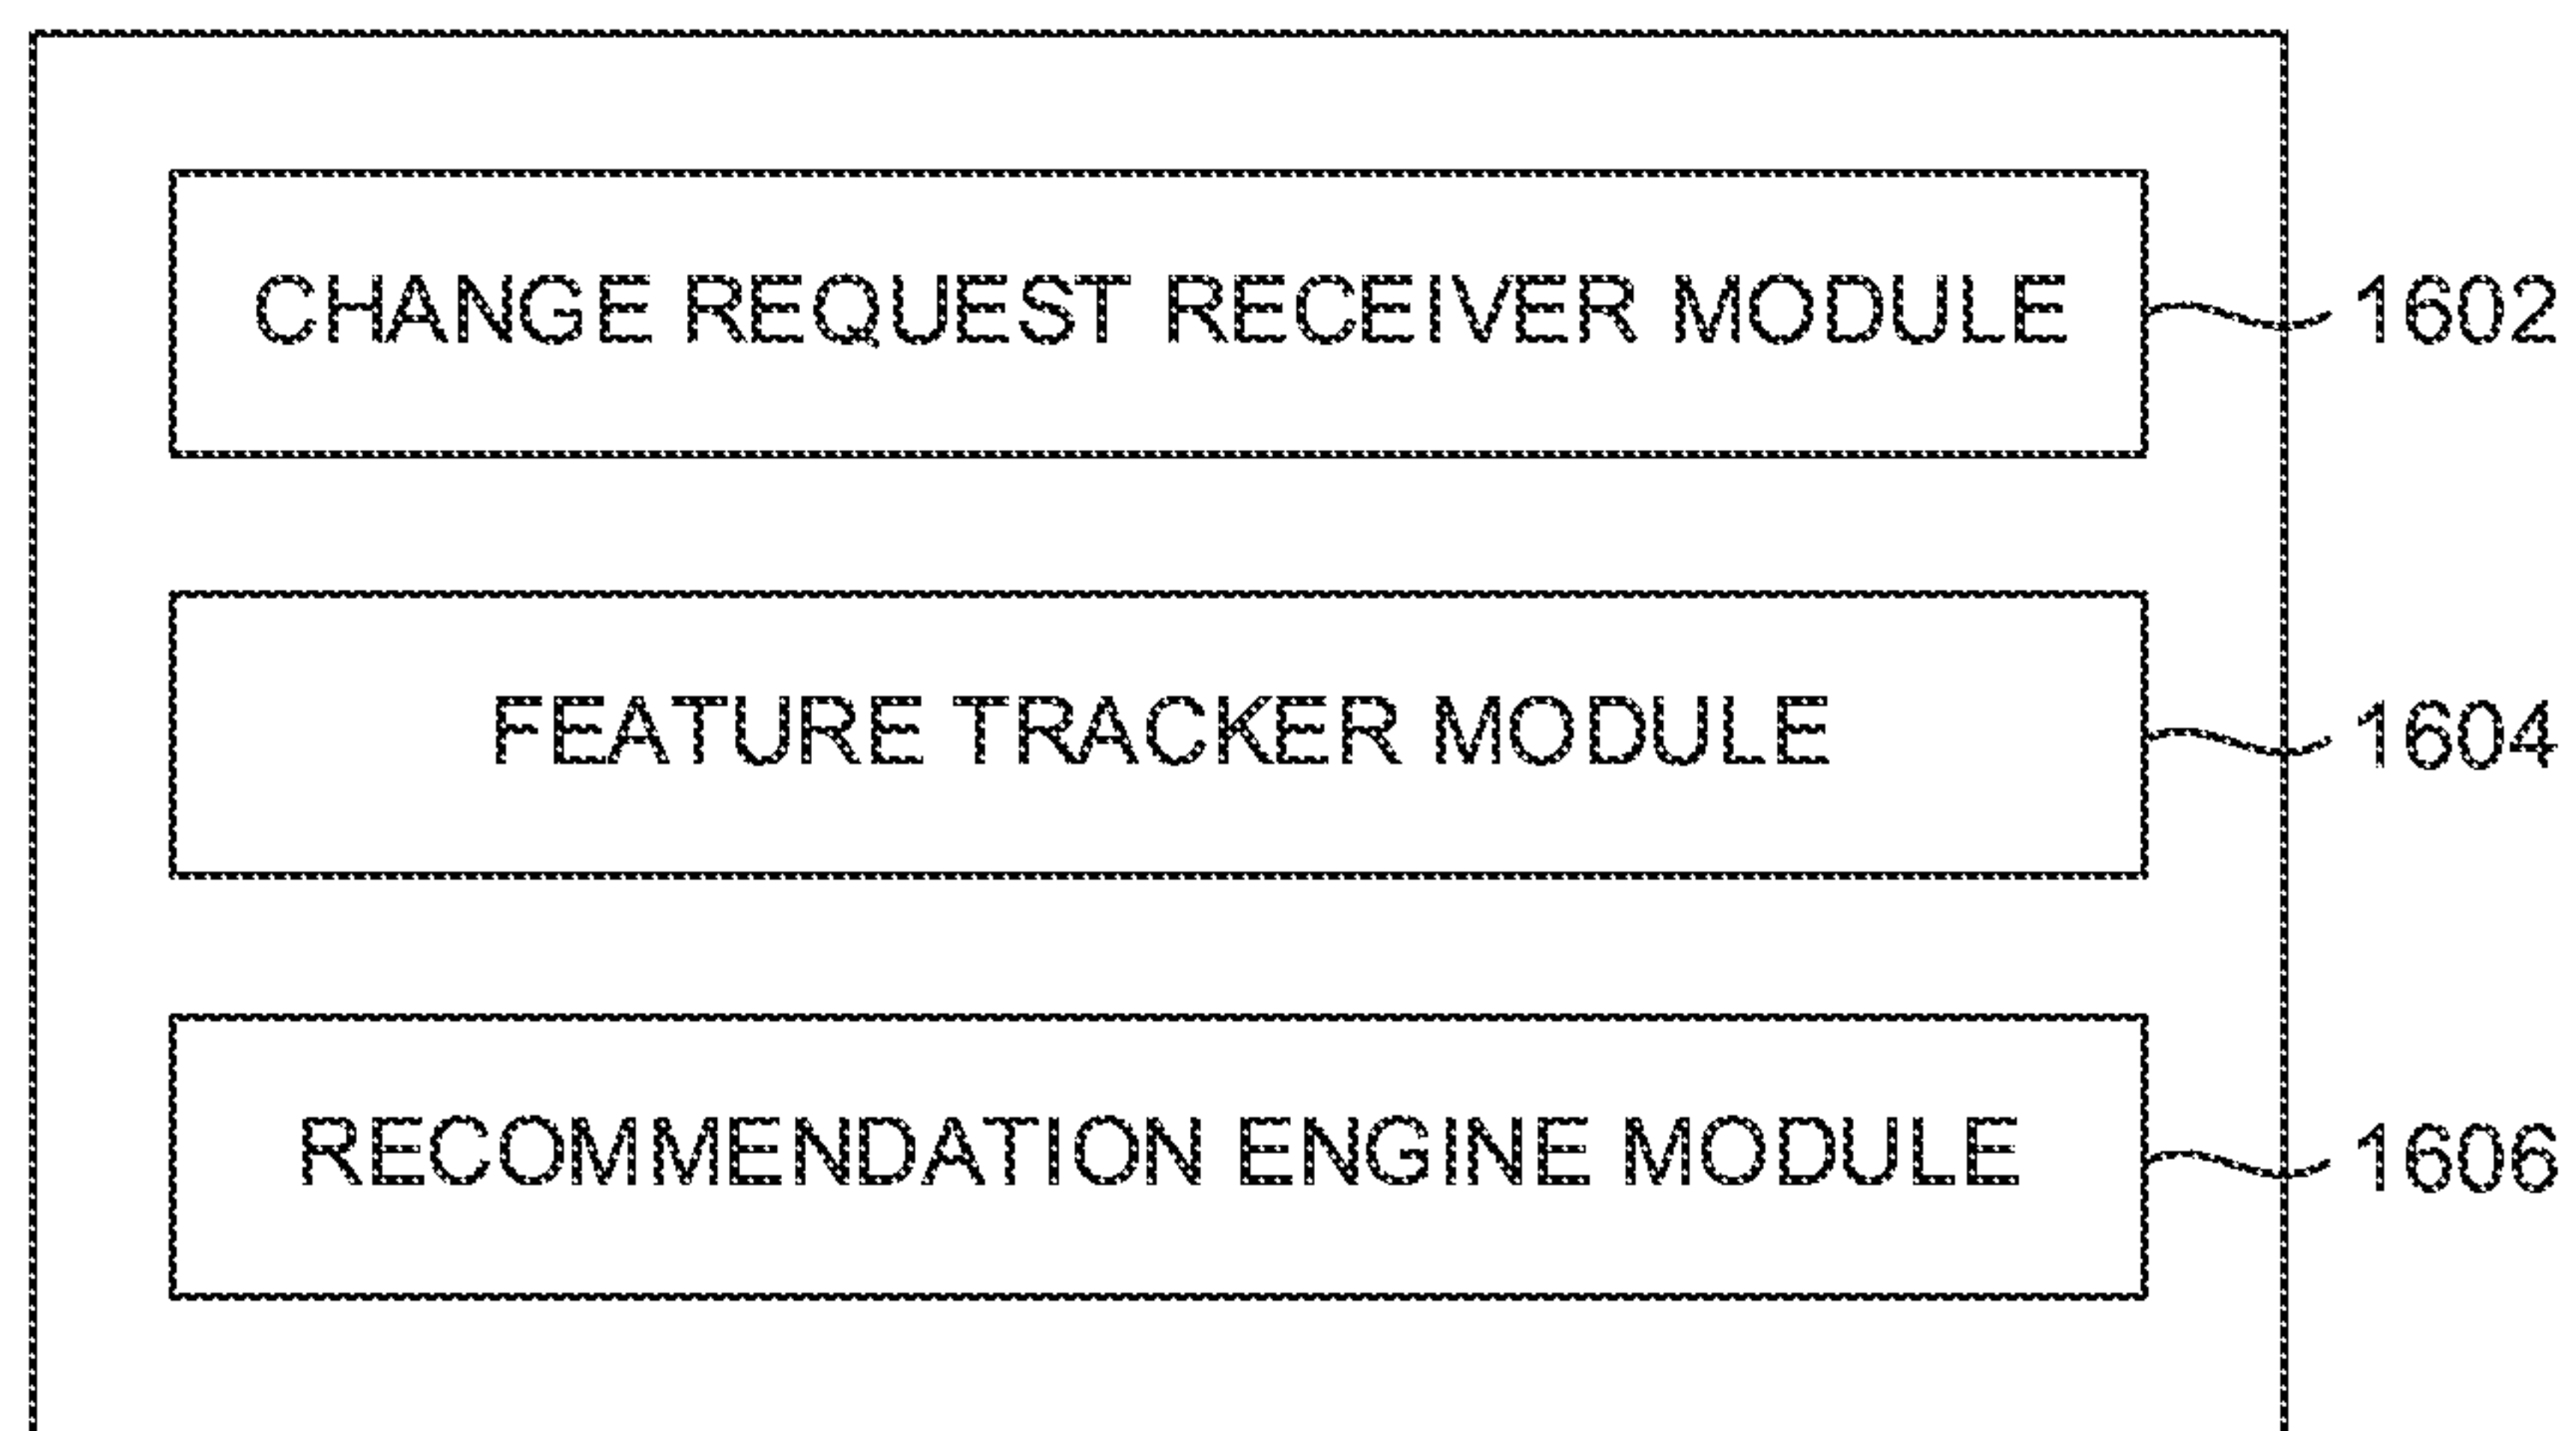 CHANGE REQUEST RECEIVER MODULE 1602
FEATURE TRACKER MODULE 1604
RECOMMENDATION ENGINE MODULE 1606